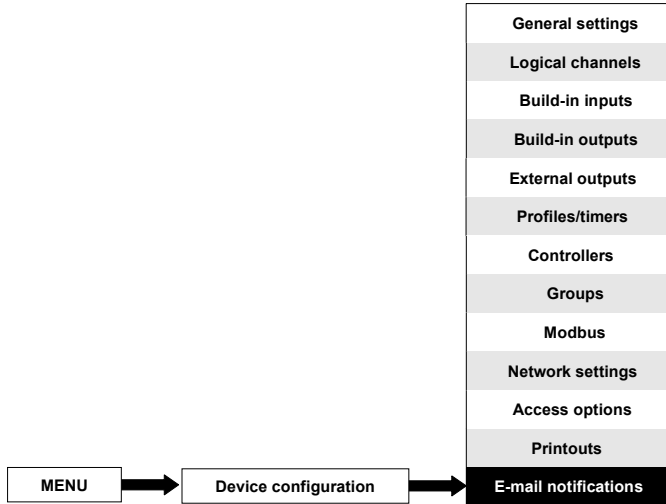 General settings
Logical channels
Build-in inputs
Build-in outputs
External outputs
Profiles/timers
Controllers
Groups
Modbus
Network settings
Access options
Printouts
MENU
Device configuration
E-mail notifications